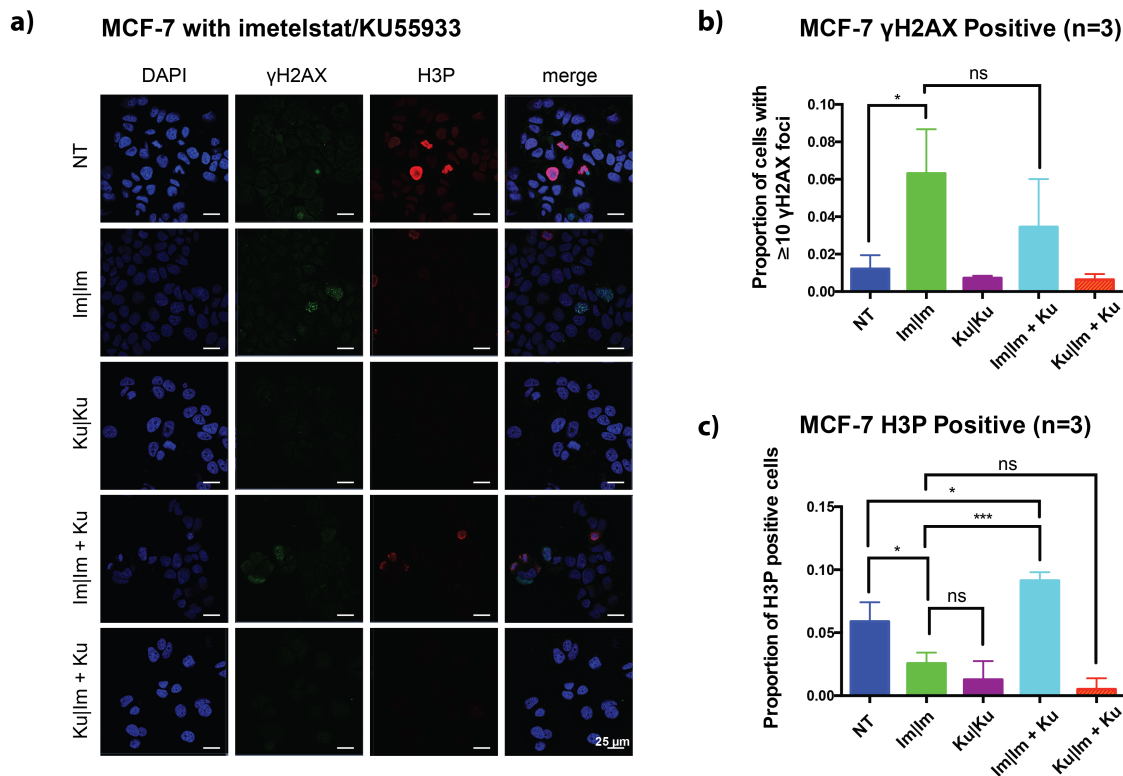 a)
MCF-7 with imetelstat/KU55933
DAPI
γH2AX
H3P
merge
NT
Im|Im
Ku|Ku
Im|Im + Ku
Ku|Im + Ku
25 µm
b)
MCF-7 γH2AX Positive (n=3)
Proportion of cells with
≥10 γH2AX foci
0.10
0.08
0.06
0.04
0.02
0.00
*
ns
NT
Im|Im
Ku|Ku
Im|Im + Ku
Ku|Im + Ku
c)
MCF-7 H3P Positive (n=3)
Proportion of H3P positive cells
0.15
0.10
0.05
0.00
ns
*
***
*
ns
NT
Im|Im
Ku|Ku
Im|Im + Ku
Ku|Im + Ku